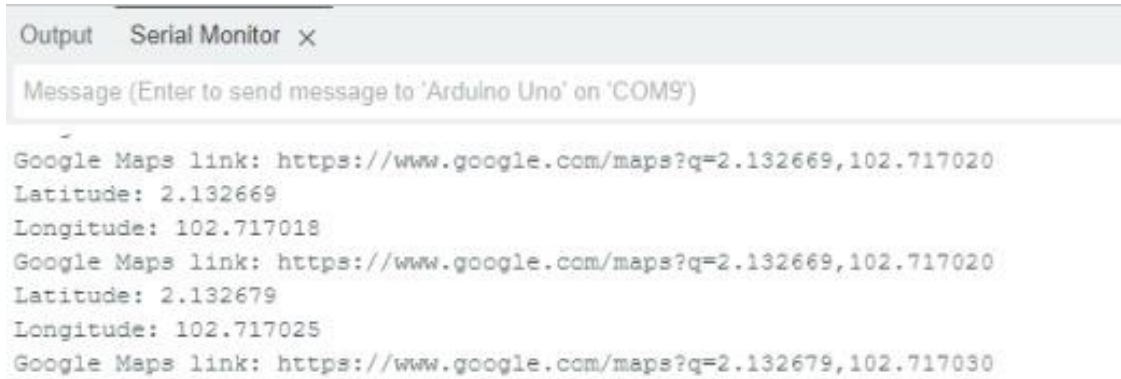 Output Serial Monitor ×
Message (Enter to send message to 'Arduino Uno' on 'COM9')
Google Maps link: https://www.google.com/maps?q=2.132669,102.717020
Latitude: 2.132669
Longitude: 102.717018
Google Maps link: https://www.google.com/maps?q=2.132669,102.717020
Latitude: 2.132679
Longitude: 102.717025
Google Maps link: https://www.google.com/maps?q=2.132679,102.717030